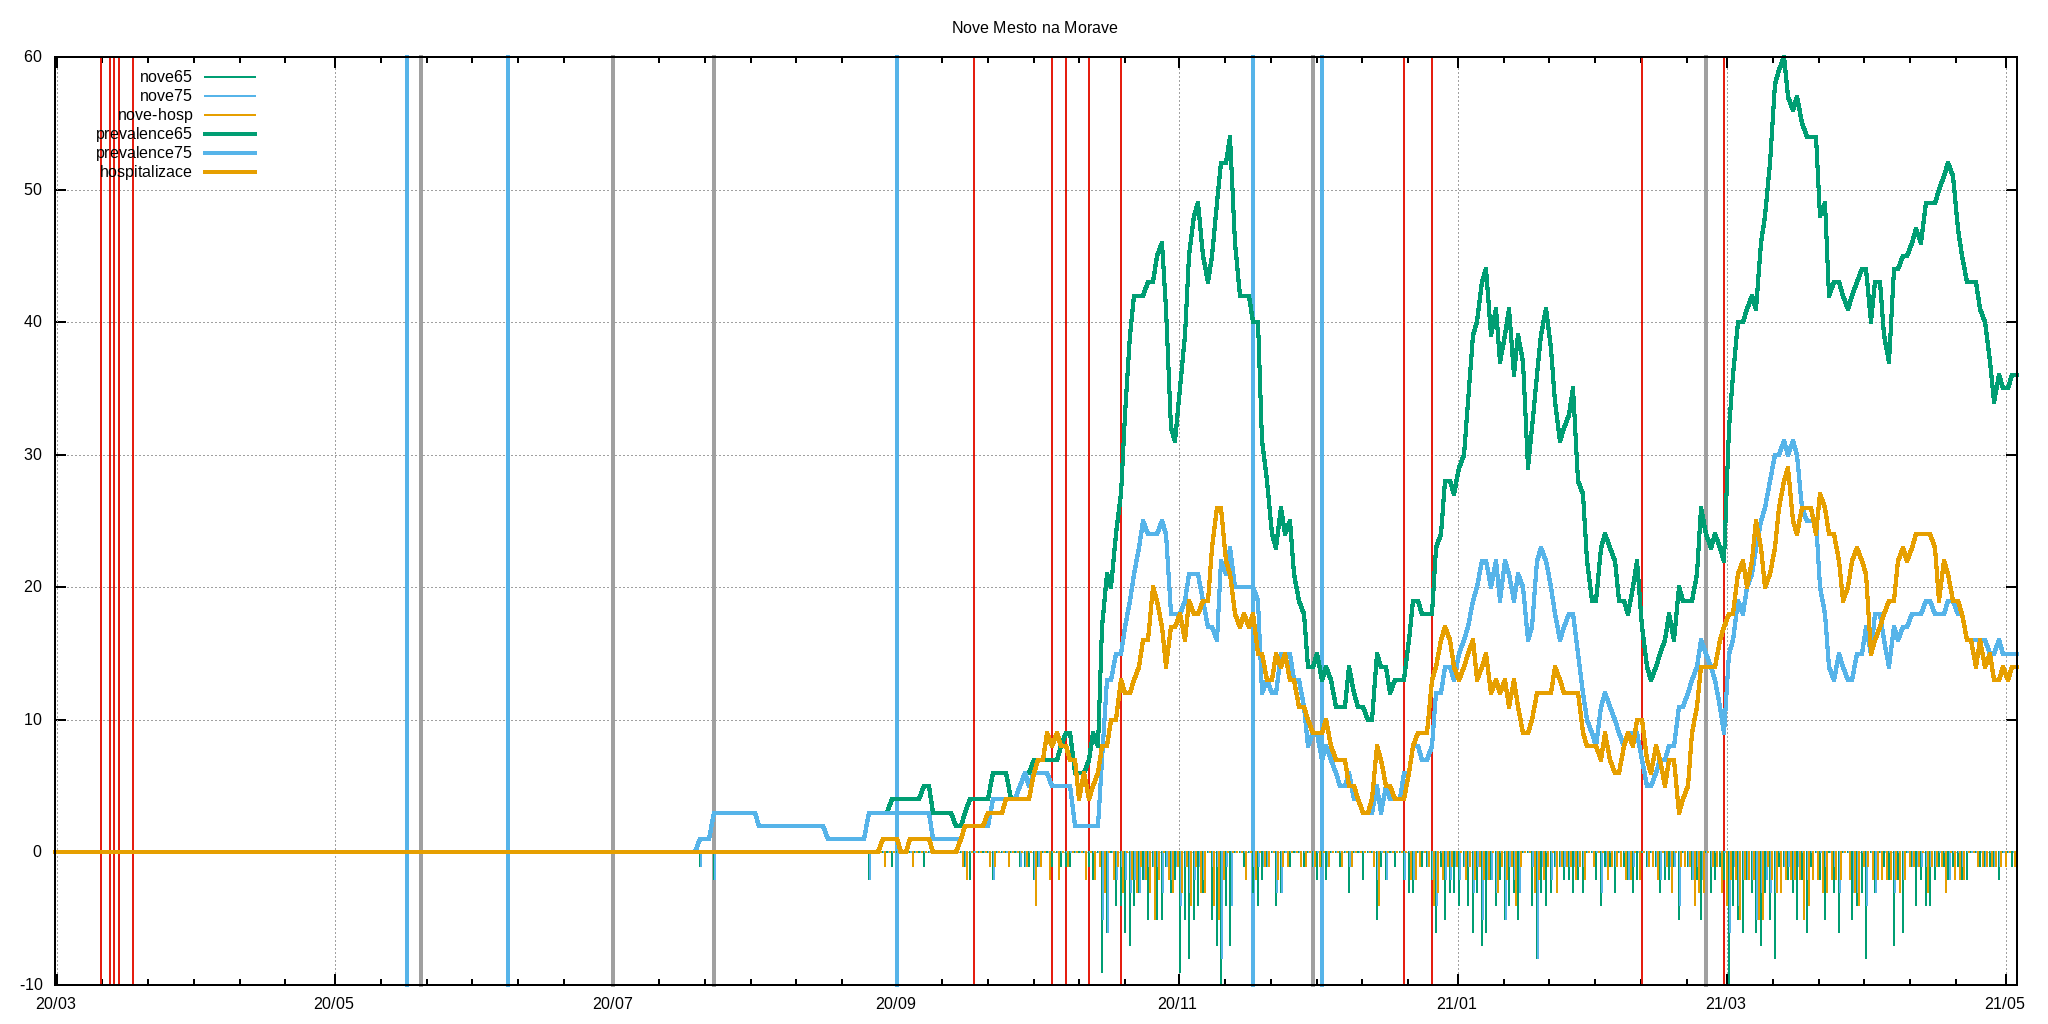 Nove Mesto na Morave
60
50
40
30
20
10
0
-10
nove65
nove75
nove-hosp
prevalence65
prevalence75
hospitalizace
20/03 20/05 20/07 20/09 20/11 21/01 21/03 21/05